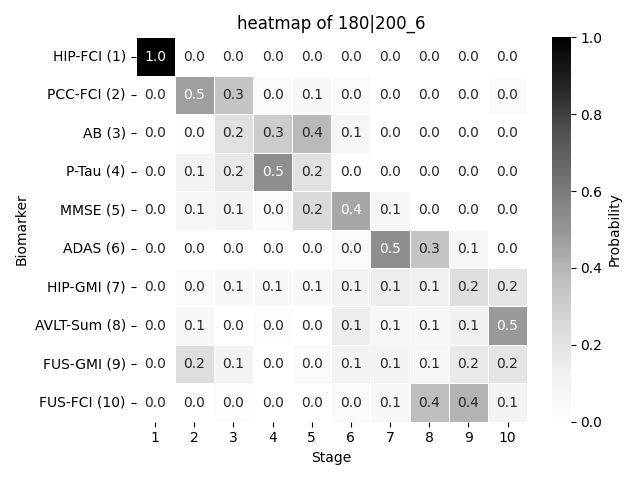 heatmap of 180|200_6
HIP-FCI (1) 1.0 0.0 0.0 0.0 0.0 0.0 0.0 0.0 0.0 0.0
PCC-FCI (2) 0.0 0.5 0.3 0.0 0.1 0.0 0.0 0.0 0.0 0.0
AB (3) 0.0 0.0 0.2 0.3 0.4 0.1 0.0 0.0 0.0 0.0
P-Tau (4) 0.0 0.1 0.2 0.5 0.2 0.0 0.0 0.0 0.0 0.0
MMSE (5) 0.0 0.1 0.1 0.0 0.2 0.4 0.1 0.0 0.0 0.0
ADAS (6) 0.0 0.0 0.0 0.0 0.0 0.0 0.5 0.3 0.1 0.0
HIP-GMI (7) 0.0 0.0 0.1 0.1 0.1 0.1 0.1 0.1 0.2 0.2
AVLT-Sum (8) 0.0 0.1 0.0 0.0 0.0 0.1 0.1 0.1 0.1 0.5
FUS-GMI (9) 0.0 0.2 0.1 0.0 0.0 0.1 0.1 0.1 0.2 0.2
FUS-FCI (10) 0.0 0.0 0.0 0.0 0.0 0.0 0.1 0.4 0.4 0.1
1 2 3 4 5 6 7 8 9 10
Stage
Biomarker
1.0
0.8
0.6
0.4
0.2
0.0
Probability